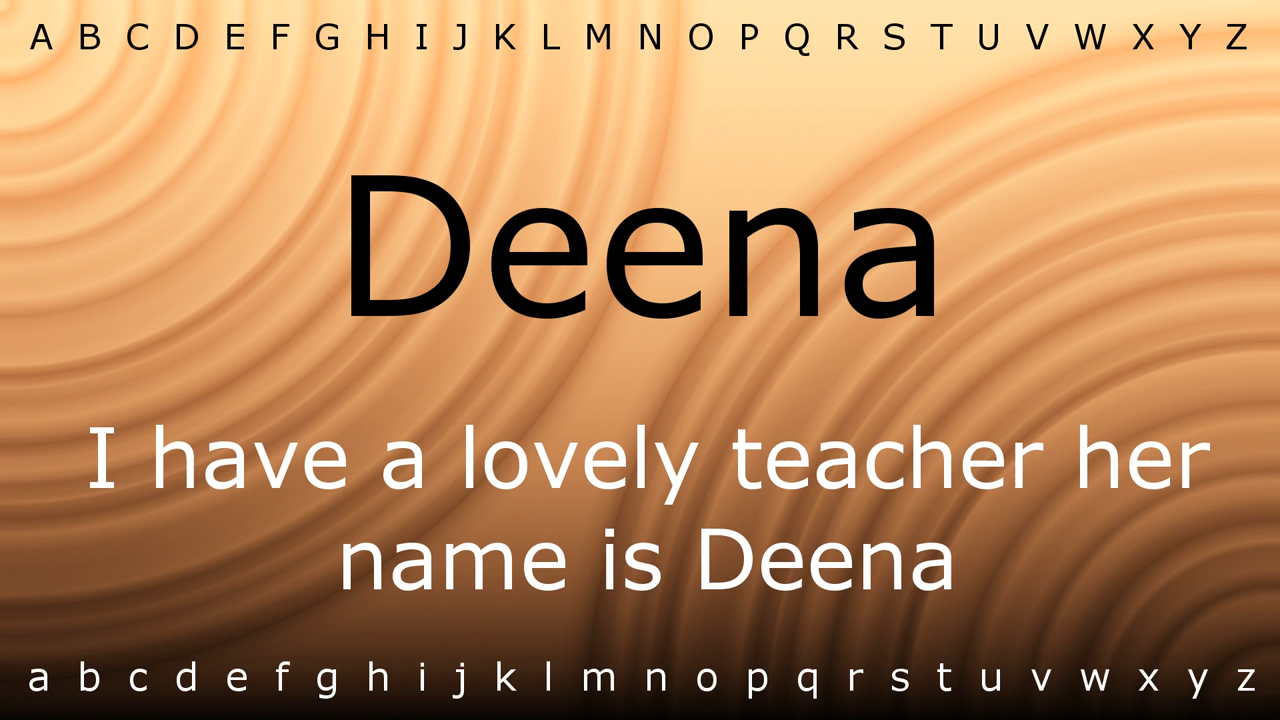 A B C D E F G H I J K L M N O P Q R S T U V W X Y Z
Deena
I have a lovely teacher her
name is Deena
a b c d e f g h i j k l m n o p q r s t u v w x y z